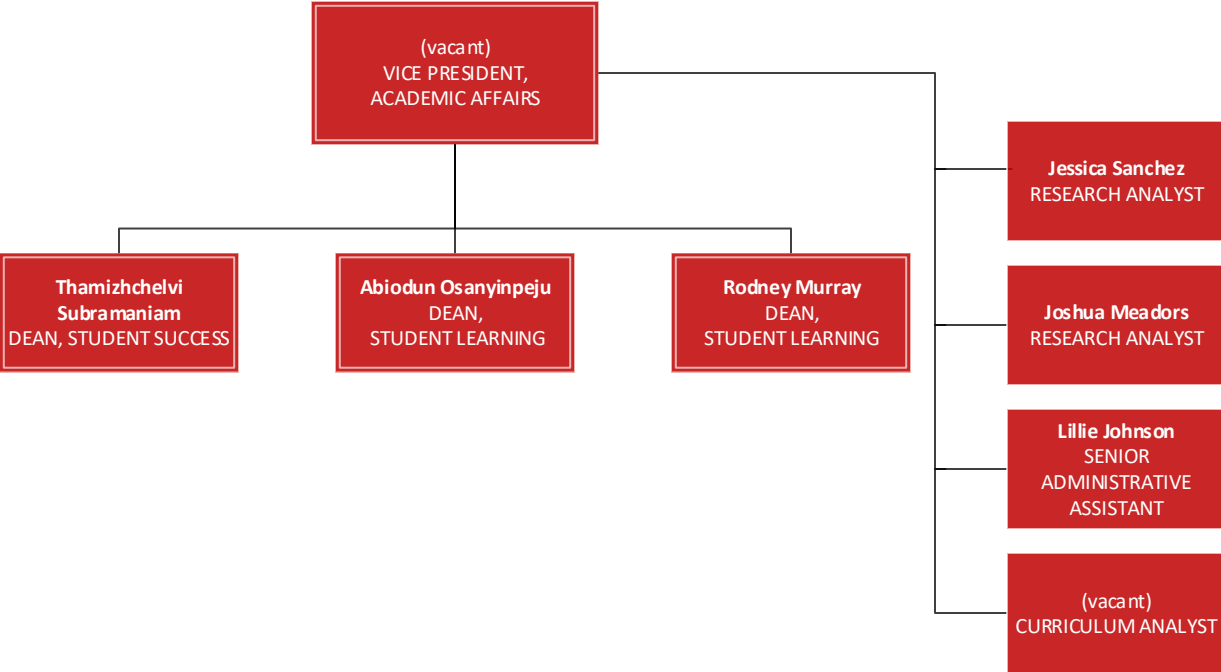 (vacant)
VICE PRESIDENT,
ACADEMIC AFFAIRS
Thamizhchelvi
Subramaniam
DEAN, STUDENT SUCCESS
Abiodun Osanyinpeju
DEAN,
STUDENT LEARNING
Rodney Murray
DEAN,
STUDENT LEARNING
Jessica Sanchez
RESEARCH ANALYST
Joshua Meadors
RESEARCH ANALYST
Lillie Johnson
SENIOR
ADMINISTRATIVE
ASSISTANT
(vacant)
CURRICULUM ANALYST